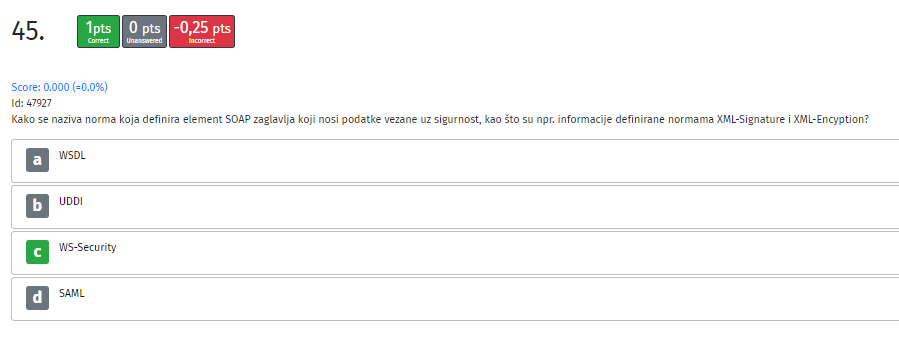 45.
1pts
Correct
0 pts
Unanswered
-0,25 pts
Incorrect
Score: 0.000 (=0.0%)
Id: 47927
Kako se naziva norma koja definira element SOAP zaglavlja koji nosi podatke vezane uz sigurnost, kao što su npr. informacije definirane normama XML-Signature i XML-Encyption?
a WSDL
b UDDI
c WS-Security
d SAML